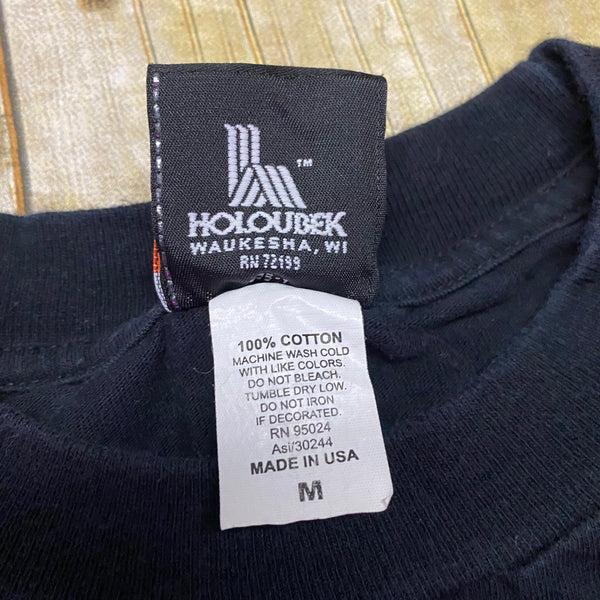 TM
HOLOUBEK
WAUKESHA, WI
RN 72199
100% COTTON
MACHINE WASH COLD
WITH LIKE COLORS.
DO NOT BLEACH.
TUMBLE DRY LOW.
DO NOT IRON
IF DECORATED.
RN 95024
Asi/30244
MADE IN USA
M